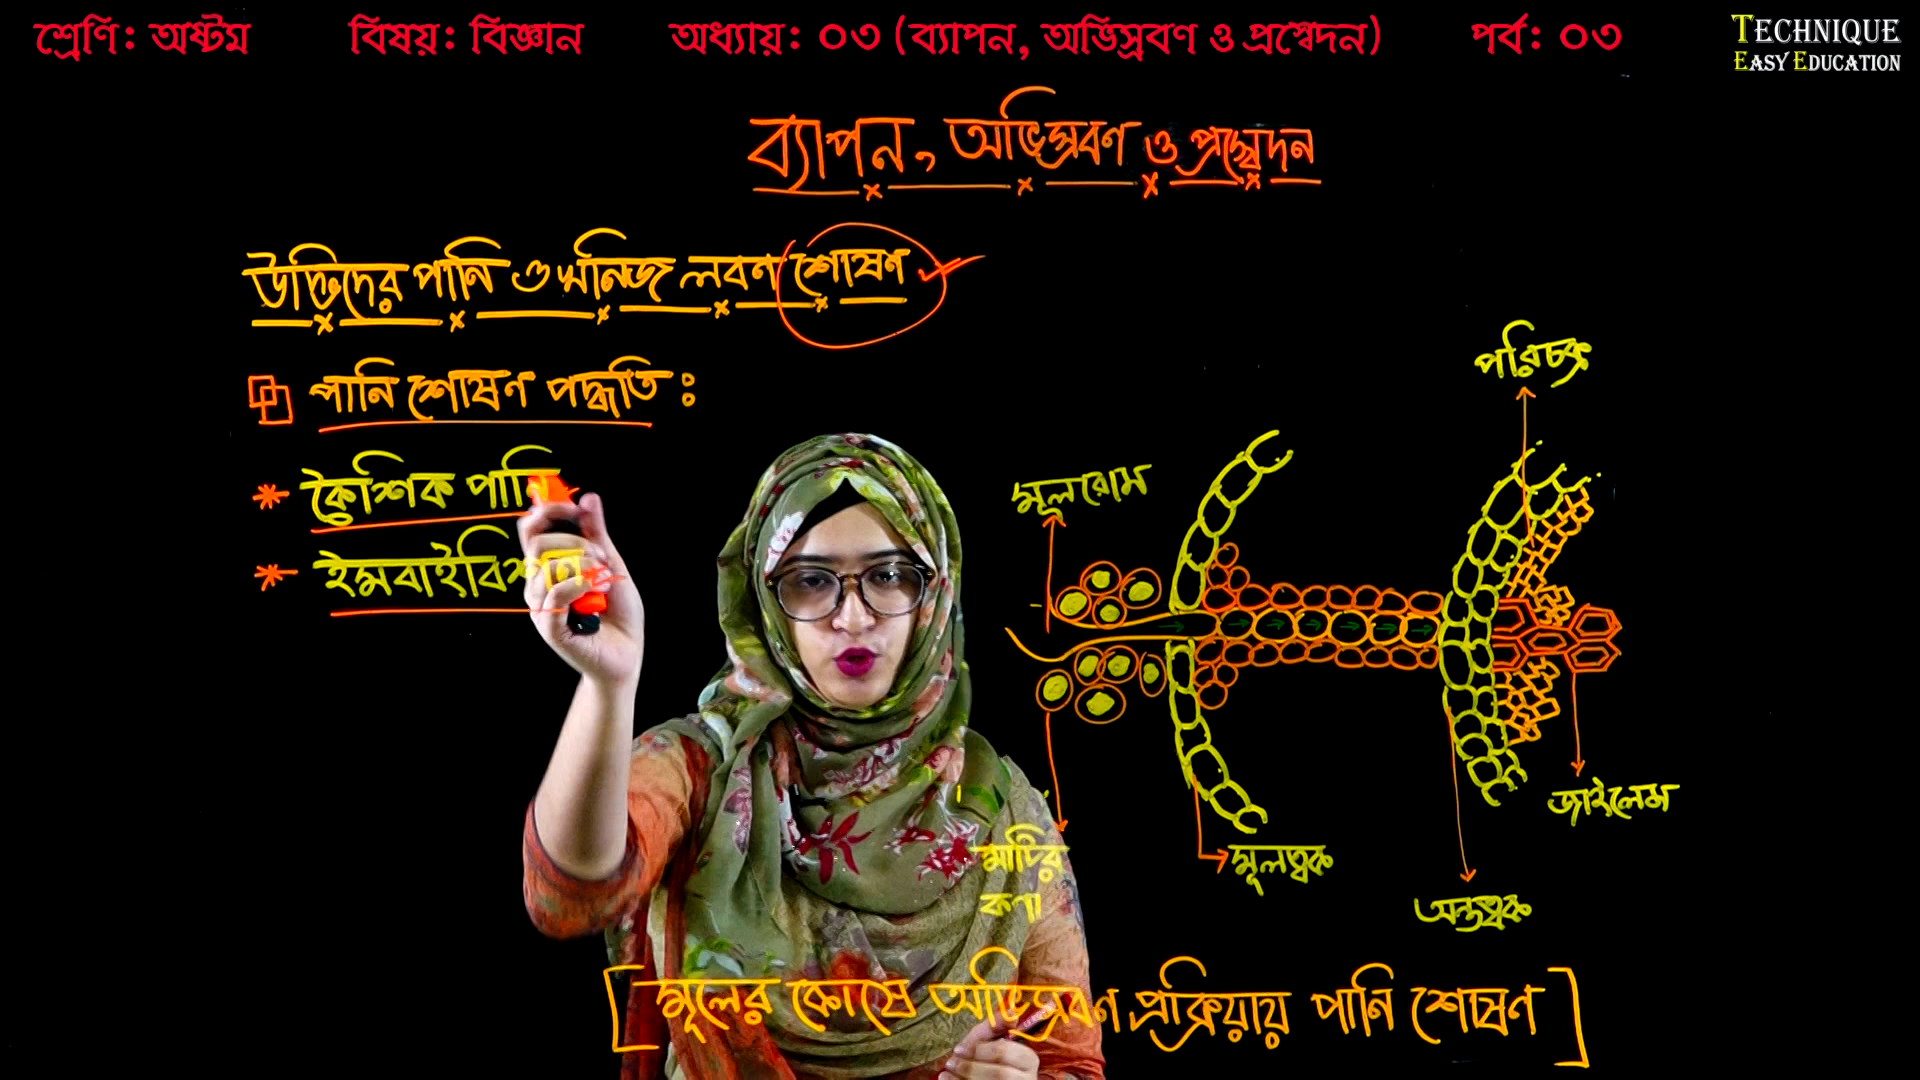 শ্রেণি: অষ্টম বিষয়: বিজ্ঞান অধ্যায়: ০৩ (ব্যাপন, অভিস্রবণ ও প্রস্বেদন) পর্ব: ০৩
TECHNIQUE
EASY EDUCATION
ব্যাপন, অভিস্রবণ ও প্রস্বেদন
উদ্ভিদের পানি ও খনিজ লবন শোষণ
পানি শোষণ পদ্ধতি :
* কৈশিক পানি
* ইমবাইবিশন
পরিচক্র
মূলরোম
জাইলেম
মাটির
কণা
মূলত্বক
অন্তত্বক
[মূলের কোষে অভিস্রবণ প্রক্রিয়ায় পানি শোষণ]